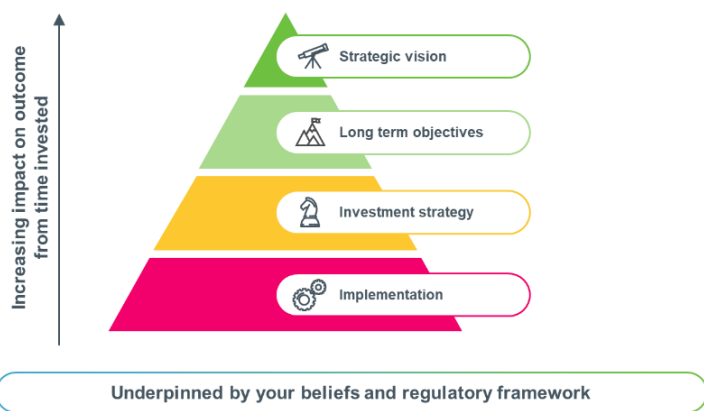 Increasing impact on outcome
from time invested
Strategic vision
Long term objectives
Investment strategy
Implementation
Underpinned by your beliefs and regulatory framework